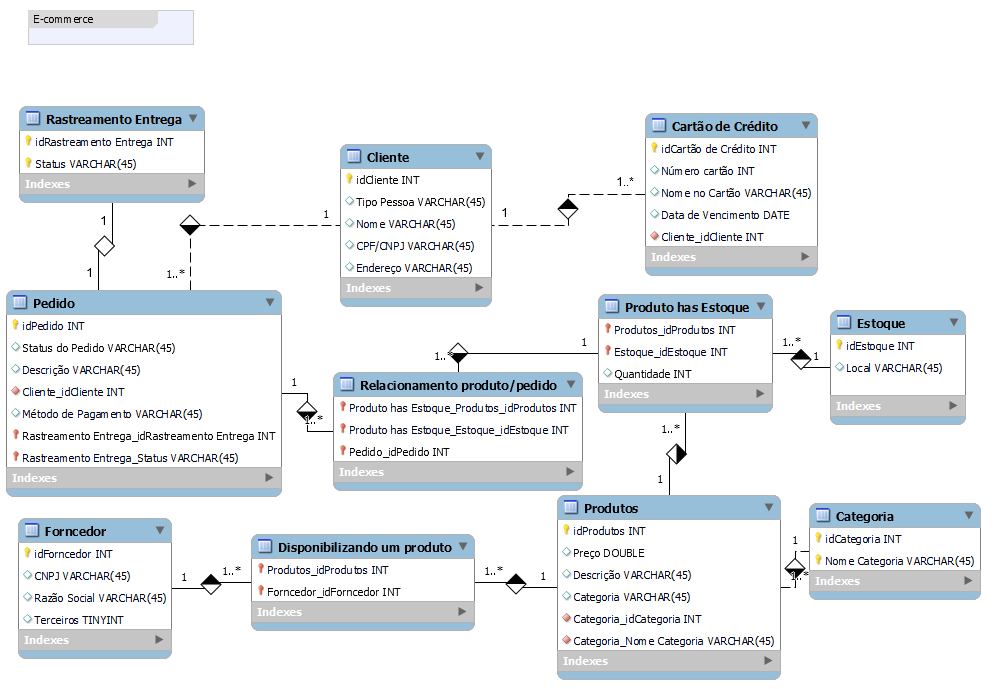 E-commerce
Rastreamento Entrega
idRastreamento Entrega INT
Status VARCHAR(45)
Indexes
Cliente
idCliente INT
Tipo Pessoa VARCHAR(45)
Nome VARCHAR(45)
CPF/CNPJ VARCHAR(45)
Endereço VARCHAR(45)
Indexes
Cartão de Crédito
idCartão de Crédito INT
Número cartão INT
Nome no Cartão VARCHAR(45)
Data de Vencimento DATE
Cliente_idCliente INT
Indexes
1
1
1
1..*
1
1..*
Pedido
idPedido INT
Status do Pedido VARCHAR(45)
Descrição VARCHAR(45)
Cliente_idCliente INT
Método de Pagamento VARCHAR(45)
Rastreamento Entrega_idRastreamento Entrega INT
Rastreamento Entrega_Status VARCHAR(45)
Indexes
1
1..*
Relacionamento produto/pedido
Produto has Estoque_Produtos_idProdutos INT
Produto has Estoque_Estoque_idEstoque INT
Pedido_idPedido INT
Indexes
1..*
1
Produto has Estoque
Produtos_idProdutos INT
Estoque_idEstoque INT
Quantidade INT
Indexes
1..*
1
Estoque
idEstoque INT
Local VARCHAR(45)
Indexes
1..*
1
Forncedor
idForncedor INT
CNPJ VARCHAR(45)
Razão Social VARCHAR(45)
Terceiros TINYINT
Indexes
1
1..*
Disponibilizando um produto
Produtos_idProdutos INT
Forncedor_idForncedor INT
Indexes
1..*
1
Produtos
idProdutos INT
Preço DOUBLE
Descrição VARCHAR(45)
Categoria VARCHAR(45)
Categoria_idCategoria INT
Categoria_Nome Categoria VARCHAR(45)
Indexes
1
1..*
Categoria
idCategoria INT
Nome Categoria VARCHAR(45)
Indexes